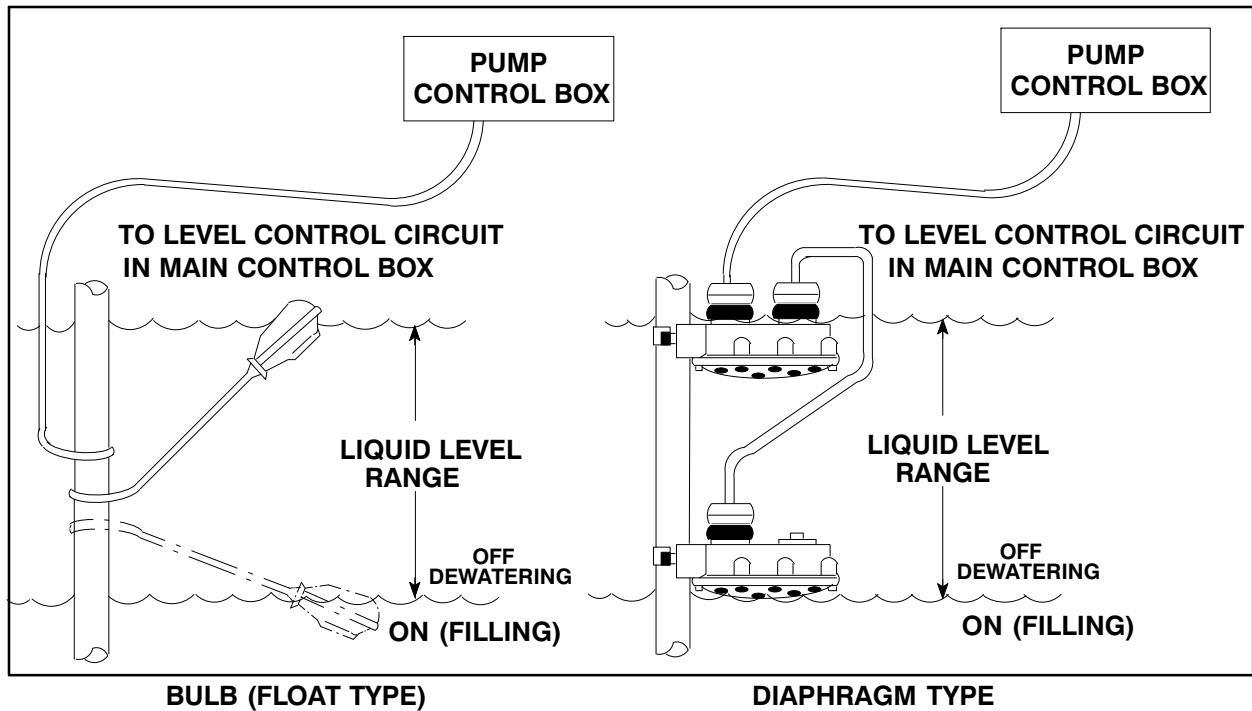 PUMP
CONTROL BOX
TO LEVEL CONTROL CIRCUIT
IN MAIN CONTROL BOX
LIQUID LEVEL
RANGE
OFF
DEWATERING
ON (FILLING)
BULB (FLOAT TYPE)
PUMP
CONTROL BOX
TO LEVEL CONTROL CIRCUIT
IN MAIN CONTROL BOX
LIQUID LEVEL
RANGE
OFF
DEWATERING
ON (FILLING)
DIAPHRAGM TYPE